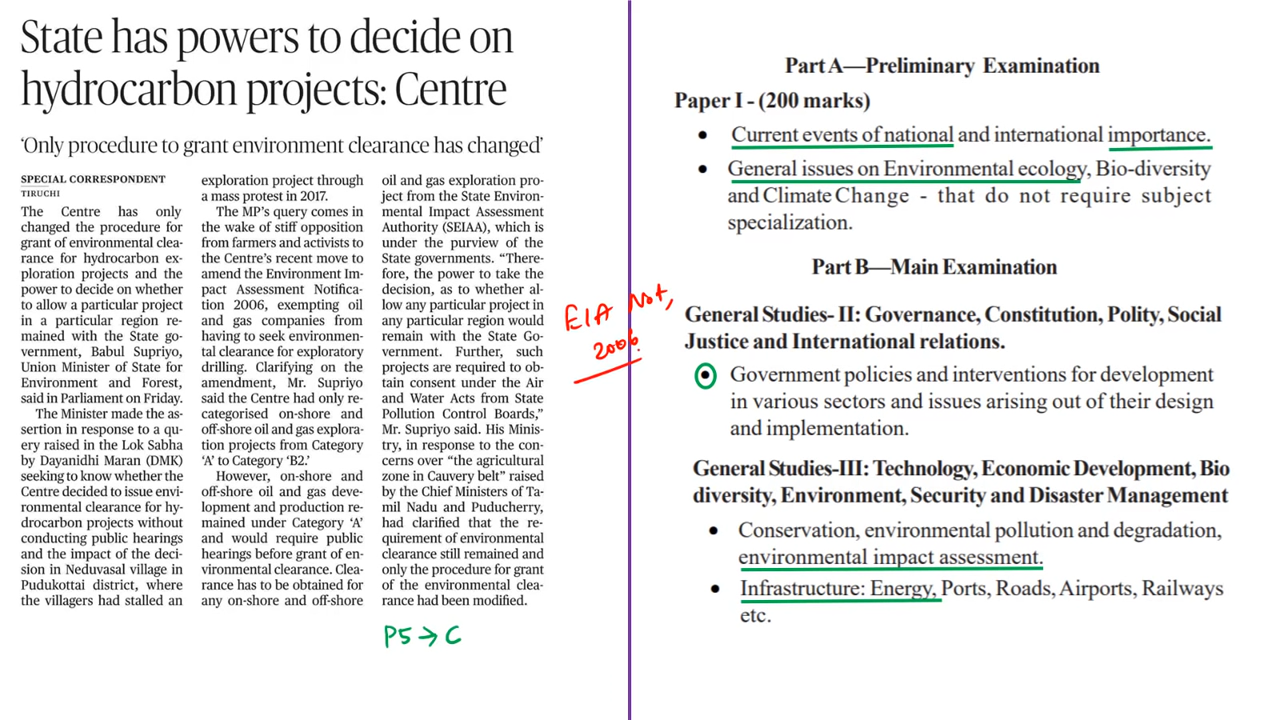 State has powers to decide on
hydrocarbon projects: Centre
‘Only procedure to grant environment clearance has changed’
SPECIAL CORRESPONDENT
TIRUCHI
The Centre has only
changed the procedure for
grant of environmental clea-
rance for hydrocarbon ex-
ploration projects and the
power to decide on whether
to allow a particular project
in a particular region re-
mained with the State go-
vernment, Babul Supriyo,
Union Minister of State for
Environment and Forest,
said in Parliament on Friday.
The Minister made the as-
sertion in response to a qu-
ery raised in the Lok Sabha
by Dayanidhi Maran (DMK)
seeking to know whether the
Centre decided to issue envi-
ronmental clearance for hy-
drocarbon projects without
conducting public hearings
and the impact of the deci-
sion in Neduvasal village in
Pudukottai district, where
the villagers had stalled an
exploration project through
a mass protest in 2017.
The MP’s query comes in
the wake of stiff opposition
from farmers and activists to
the Centre’s recent move to
amend the Environment Im-
pact Assessment Notifica-
tion 2006, exempting oil
and gas companies from
having to seek environmen-
tal clearance for exploratory
drilling. Clarifying on the
amendment, Mr. Supriyo
said the Centre had only re-
categorised on-shore and
off-shore oil and gas explora-
tion projects from Category
‘A’ to Category ‘B2.’
However, on-shore and
off-shore oil and gas deve-
lopment and production re-
mained under Category ‘A’
and would require public
hearings before grant of en-
vironmental clearance. Clea-
rance has to be obtained for
any on-shore and off-shore
oil and gas exploration pro-
ject from the State Environ-
mental Impact Assessment
Authority (SEIAA), which is
under the purview of the
State governments. “There-
fore, the power to take the
decision, as to whether al-
low any particular project in
any particular region would
remain with the State Go-
vernment. Further, such
projects are required to ob-
tain consent under the Air
and Water Acts from State
Pollution Control Boards,”
Mr. Supriyo said. His Minis-
try, in response to the con-
cerns over “the agricultural
zone in Cauvery belt” raised
by the Chief Ministers of Ta-
mil Nadu and Puducherry,
had clarified that the re-
quirement of environmental
clearance still remained and
only the procedure for grant
of the environmental clea-
rance had been modified.
P5 → C
EIA Not,
2006
Part A—Preliminary Examination
Paper I - (200 marks)
• Current events of national and international importance.
• General issues on Environmental ecology, Bio-diversity
and Climate Change - that do not require subject
specialization.
Part B—Main Examination
General Studies- II: Governance, Constitution, Polity, Social
Justice and International relations.
• Government policies and interventions for development
in various sectors and issues arising out of their design
and implementation.
General Studies-III: Technology, Economic Development, Bio
diversity, Environment, Security and Disaster Management
• Conservation, environmental pollution and degradation,
environmental impact assessment.
• Infrastructure: Energy, Ports, Roads, Airports, Railways
etc.